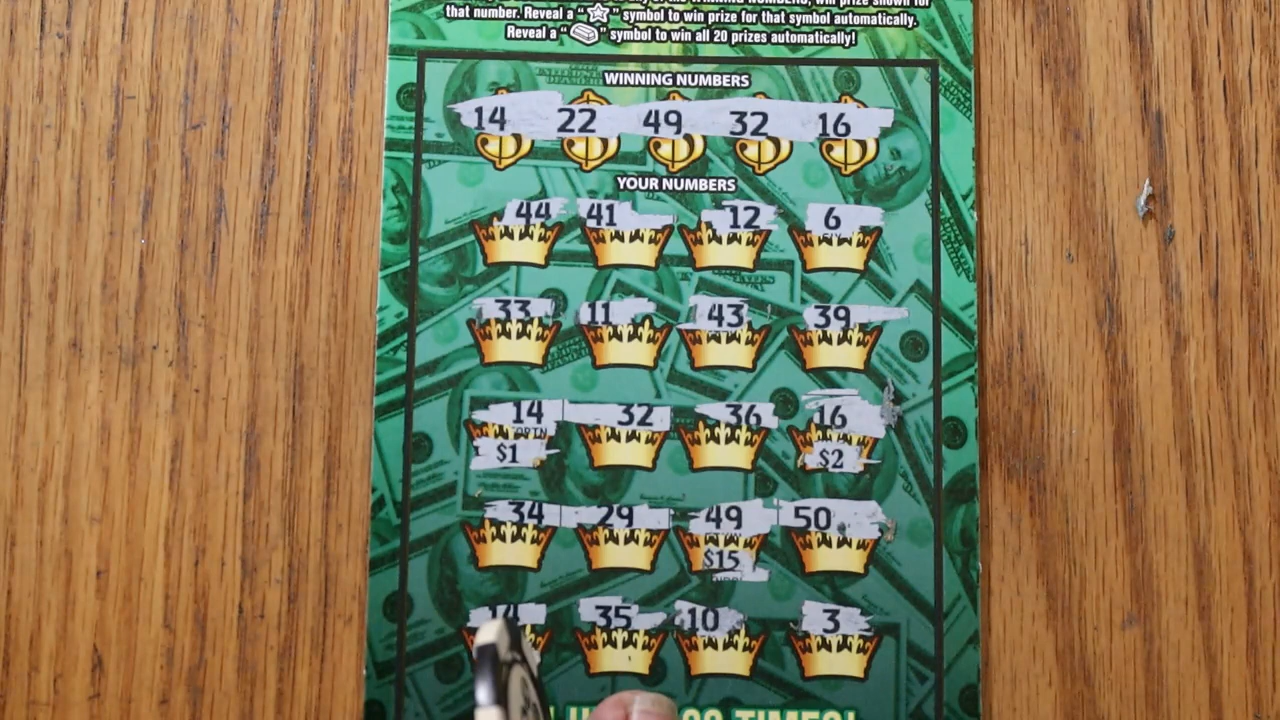 that number. Reveal a " " symbol to win prize for that symbol automatically.
Reveal a " " symbol to win all 20 prizes automatically!
WINNING NUMBERS
14 22 49 32 16
YOUR NUMBERS
44 41 12 6
33 11 43 39
14 32 36 16
$1 $2
34 29 49 50
$15
14 35 10 3
TIMES!